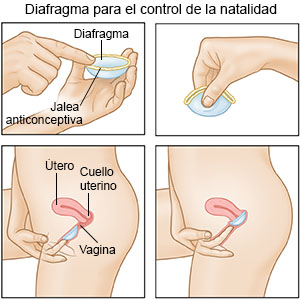 Diafragma para el control de la natalidad
Diafragma
Jalea
anticonceptiva
Útero
Cuello
uterino
Vagina